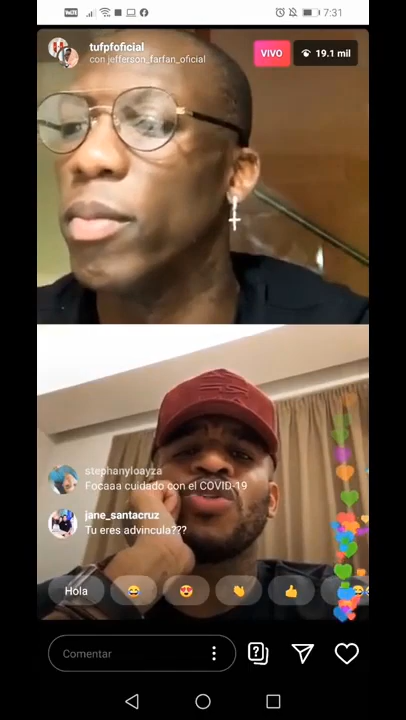 VoLTE
7:31
tufpfoficial
con jefferson_farfan_oficial
VIVO
19.1 mil
stephanyloayza
Focaaa cuidado con el COVID-19
jane_santacruz
Tu eres advincula???
Hola
Comentar